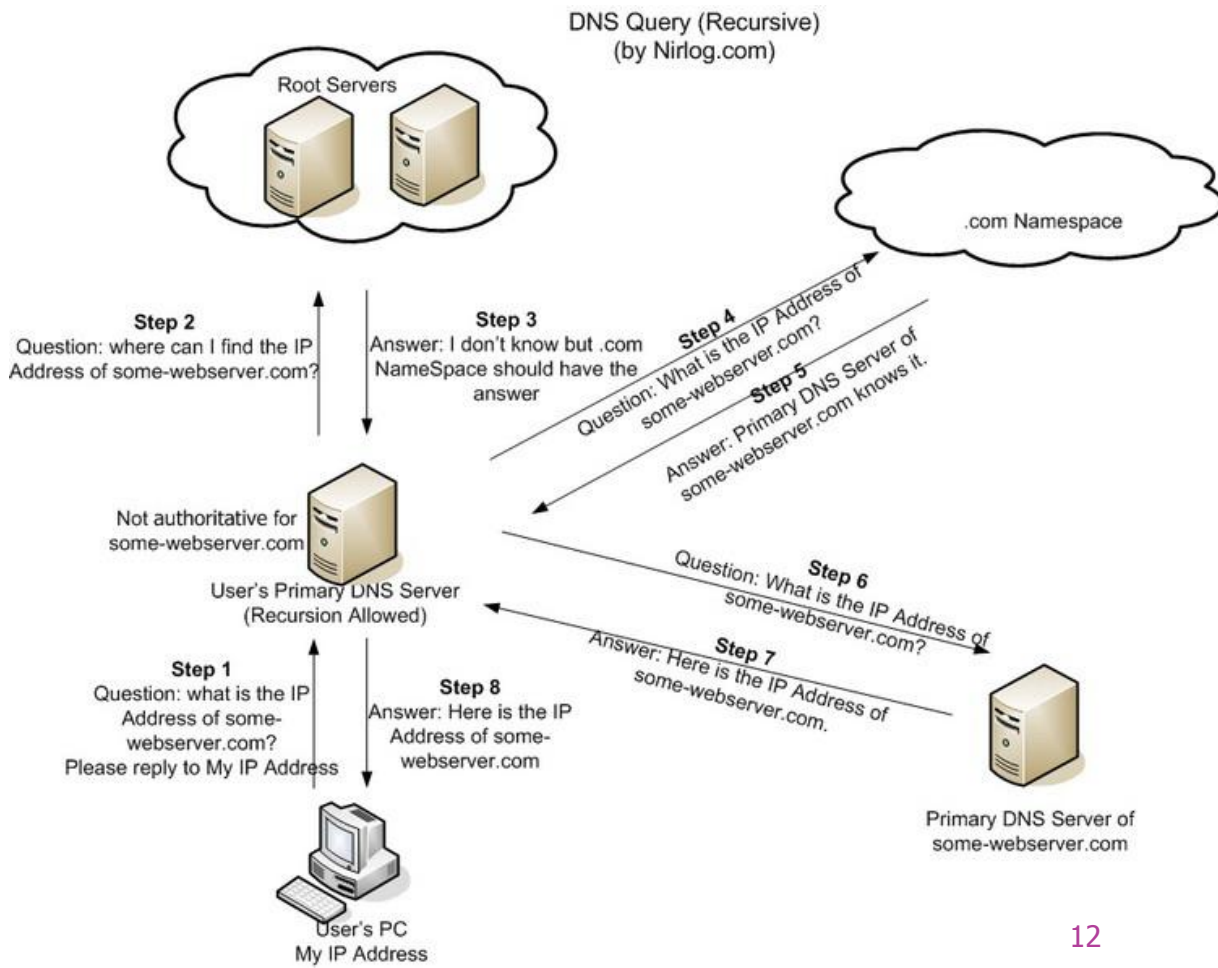 DNS Query (Recursive)
(by Nirlog.com)
Root Servers
.com Namespace
Step 2
Question: where can I find the IP
Address of some-webserver.com?
Step 3
Answer: I don't know but .com
NameSpace should have the
answer
Step 4
Question: What is the IP Address of
some-webserver.com?
Step 5
Answer: Primary DNS Server of
some-webserver.com knows it.
Not authoritative for
some-webserver.com
User's Primary DNS Server
(Recursion Allowed)
Step 6
Question: What is the IP Address of
some-webserver.com?
Step 7
Answer: Here is the IP Address of
some-webserver.com.
Step 1
Question: what is the IP
Address of some-
webserver.com?
Please reply to My IP Address
Step 8
Answer: Here is the IP
Address of some-
webserver.com
Primary DNS Server of
some-webserver.com
User's PC
My IP Address
12